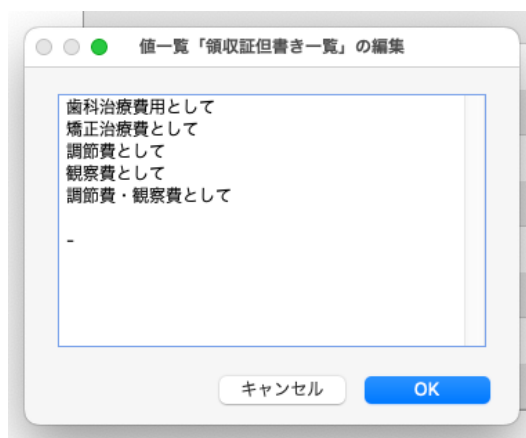 値一覧「領収証但書き一覧」の編集
歯科治療費用として
矯正治療費として
調節費として
観察費として
調節費・観察費として
-
キャンセル
OK